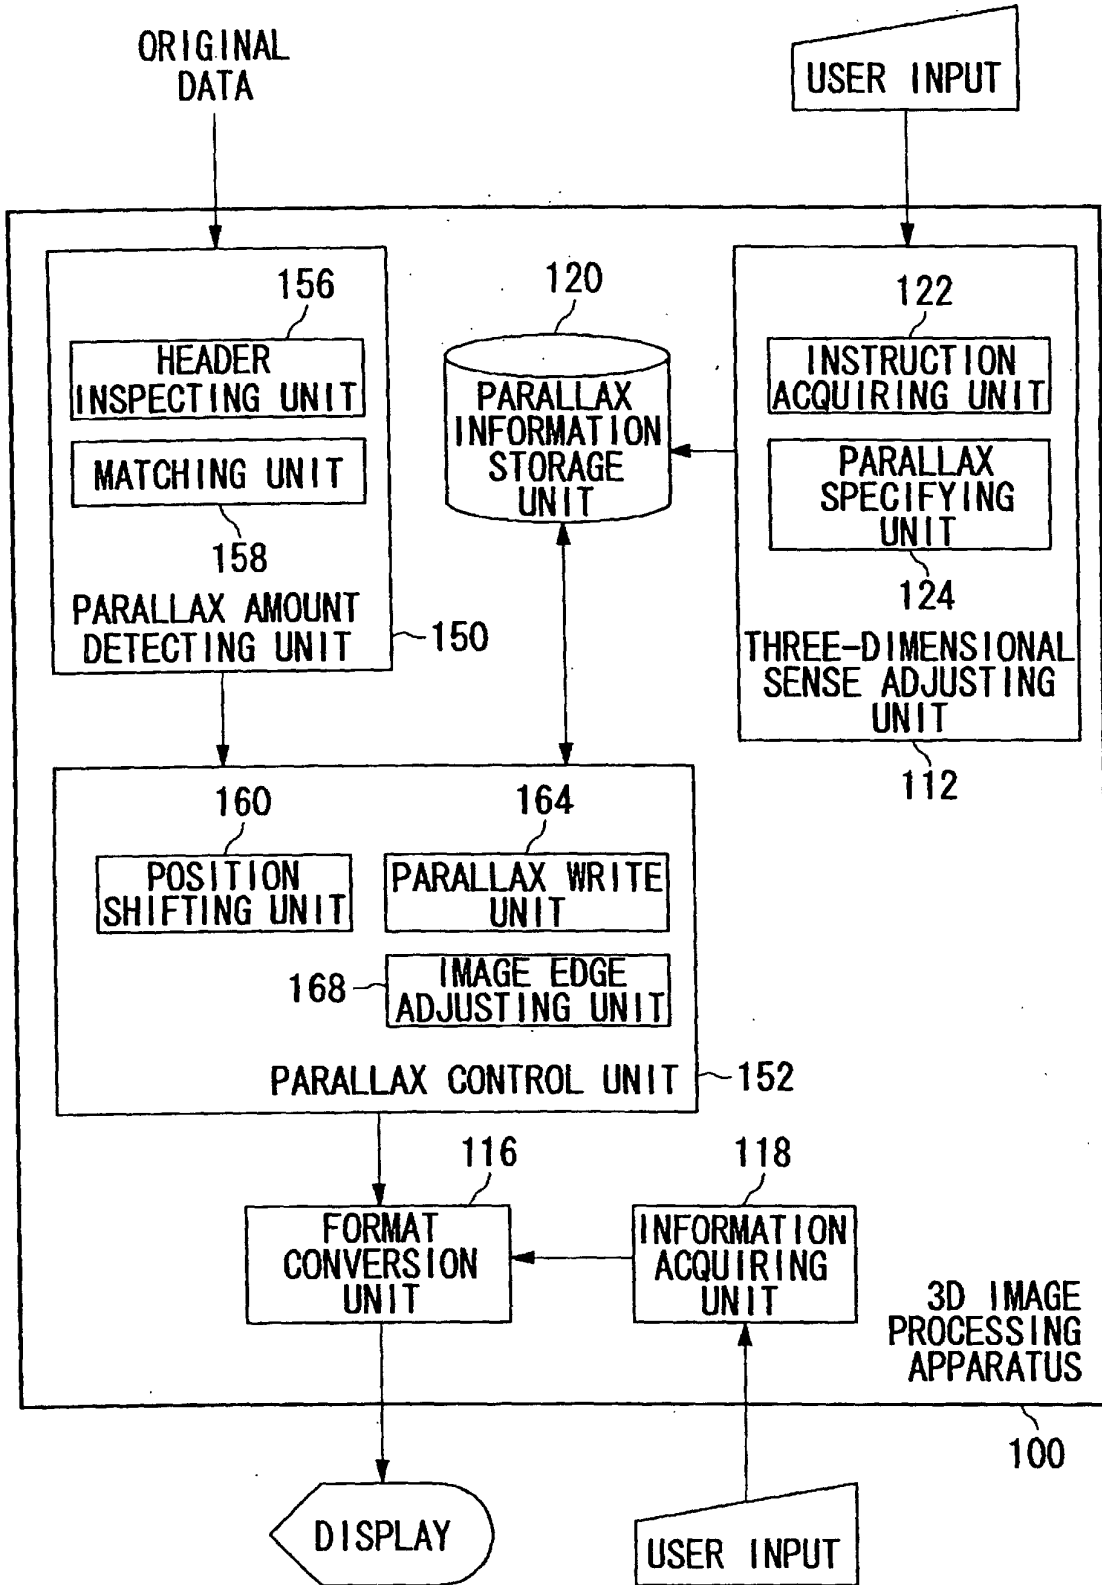 ORIGINAL
DATA
USER INPUT
156
HEADER
INSPECTING UNIT
MATCHING UNIT
158
PARALLAX AMOUNT
DETECTING UNIT
150
120
PARALLAX
INFORMATION
STORAGE
UNIT
122
INSTRUCTION
ACQUIRING UNIT
PARALLAX
SPECIFYING
UNIT
124
THREE-DIMENSIONAL
SENSE ADJUSTING
UNIT
112
160
POSITION
SHIFTING UNIT
164
PARALLAX WRITE
UNIT
168
IMAGE EDGE
ADJUSTING UNIT
PARALLAX CONTROL UNIT
152
116
FORMAT
CONVERSION
UNIT
118
INFORMATION
ACQUIRING
UNIT
3D IMAGE
PROCESSING
APPARATUS
100
DISPLAY
USER INPUT